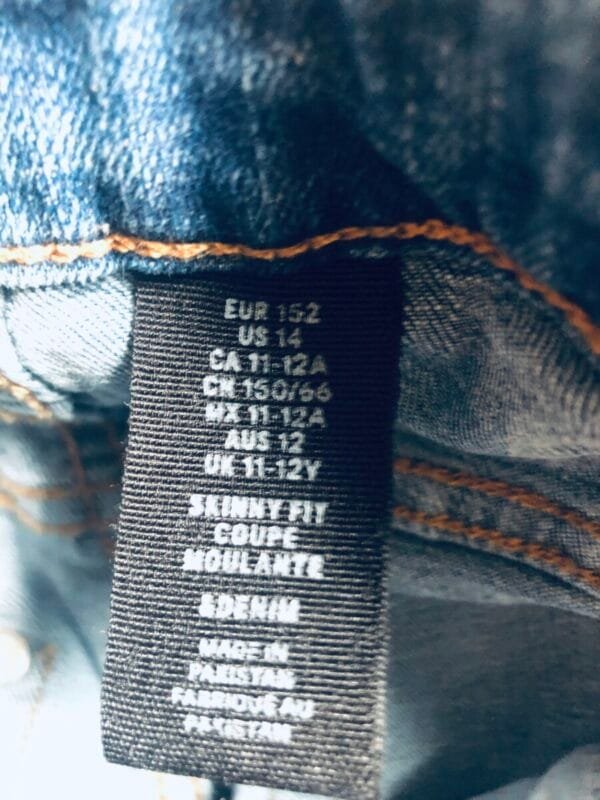 EUR 152
US 14
CA 11-12A
CN 150/66
MX 11-12A
AUS 12
UK 11-12Y
SKINNY FIT
COUPE
MOULANTE
&DENIM
MADE IN
PAKISTAN
FABRIQUÉ AU
PAKISTAN